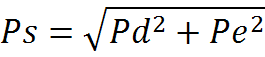 Ps = √(Pd² + Pe²)